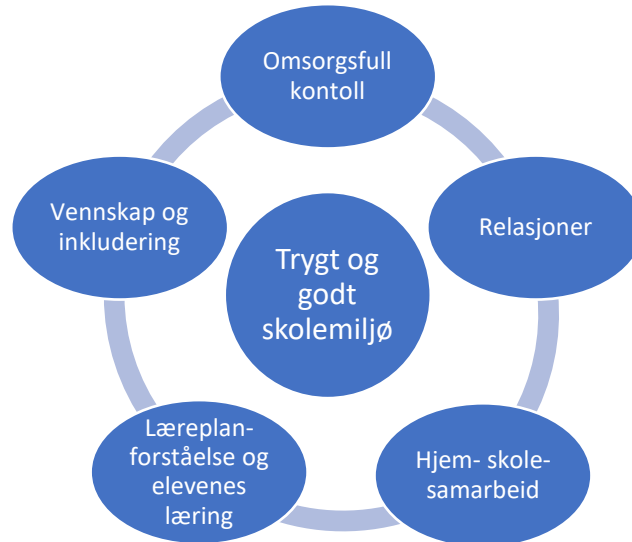 Omsorgsfull
kontoll
Relasjoner
Hjem- skole-
samarbeid
Læreplan-
forståelse og
elevenes
læring
Vennskap og
inkludering
Trygt og
godt
skolemiljø